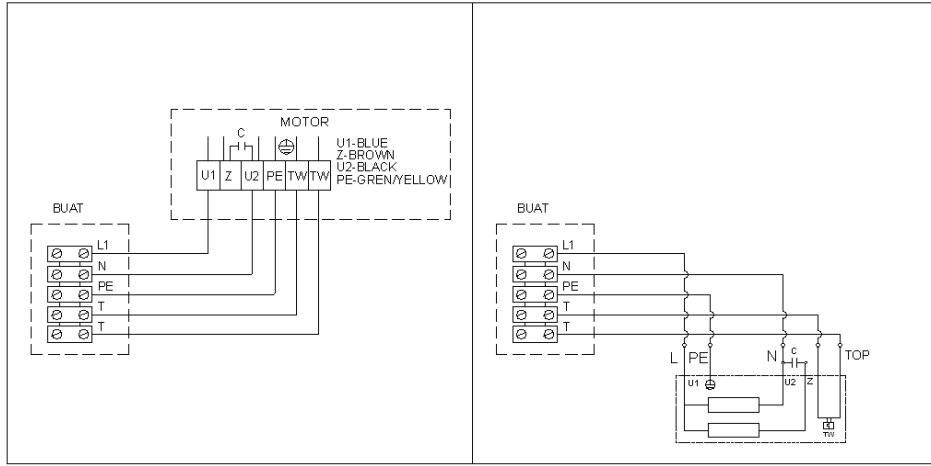 MOTOR
C
U1-BLUE
Z-BROWN
U2-BLACK
PE-GREN/YELLOW
U1 Z U2 PE TW TW
BUAT
L1
N
PE
T
T
BUAT
L1
N
PE
T
T
L PE N C TOP
U1 U2 Z
TW